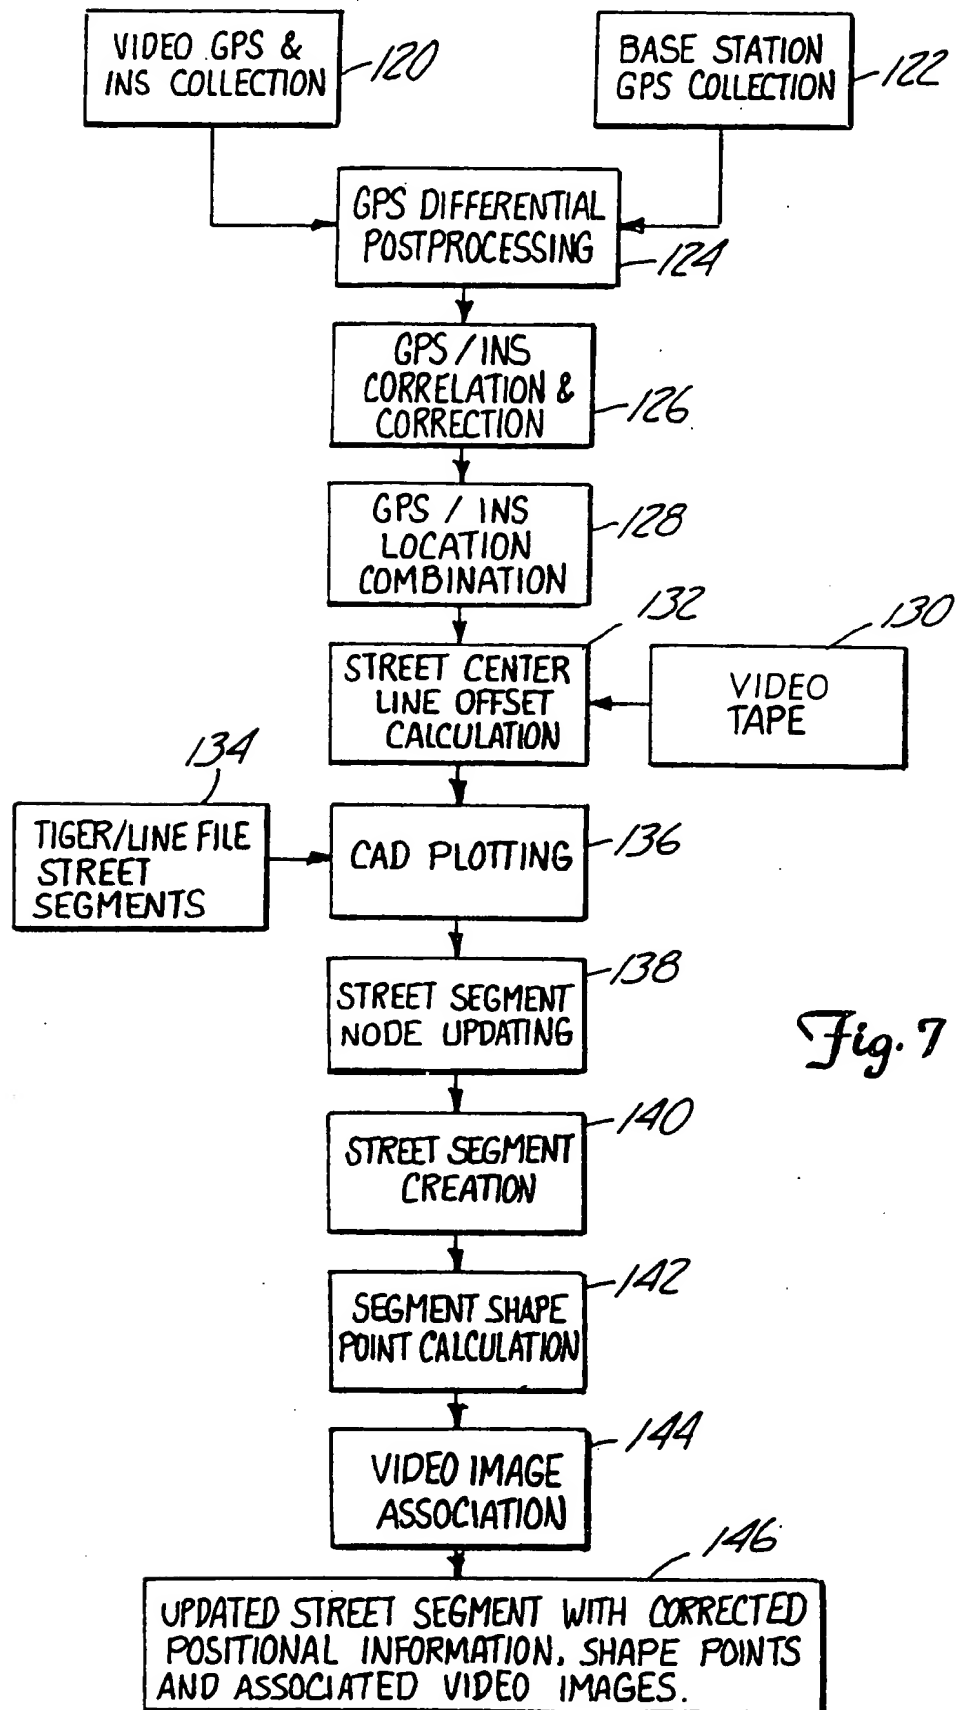 VIDEO GPS &
INS COLLECTION
120
BASE STATION
GPS COLLECTION
122
GPS DIFFERENTIAL
POSTPROCESSING
124
GPS / INS
CORRELATION &
CORRECTION
126
GPS / INS
LOCATION
COMBINATION
128
132
STREET CENTER
LINE OFFSET
CALCULATION
130
VIDEO
TAPE
134
TIGER/LINE FILE
STREET
SEGMENTS
CAD PLOTTING
136
138
STREET SEGMENT
NODE UPDATING
Fig. 7
140
STREET SEGMENT
CREATION
142
SEGMENT SHAPE
POINT CALCULATION
144
VIDEO IMAGE
ASSOCIATION
146
UPDATED STREET SEGMENT WITH CORRECTED
POSITIONAL INFORMATION. SHAPE POINTS
AND ASSOCIATED VIDEO IMAGES.